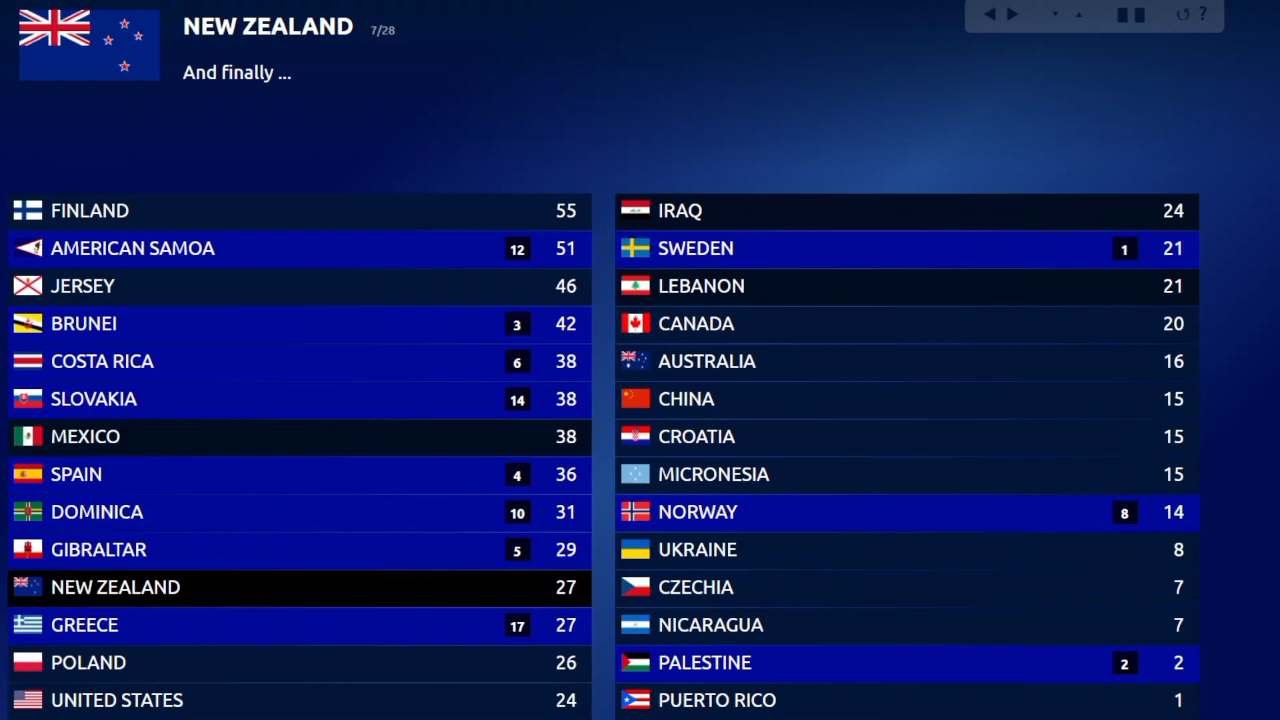 NEW ZEALAND 7/28
And finally ...
FINLAND 55
AMERICAN SAMOA 12 51
JERSEY 46
BRUNEI 3 42
COSTA RICA 6 38
SLOVAKIA 14 38
MEXICO 38
SPAIN 4 36
DOMINICA 10 31
GIBRALTAR 5 29
NEW ZEALAND 27
GREECE 17 27
POLAND 26
UNITED STATES 24
IRAQ 24
SWEDEN 1 21
LEBANON 21
CANADA 20
AUSTRALIA 16
CHINA 15
CROATIA 15
MICRONESIA 15
NORWAY 8 14
UKRAINE 8
CZECHIA 7
NICARAGUA 7
PALESTINE 2 2
PUERTO RICO 1